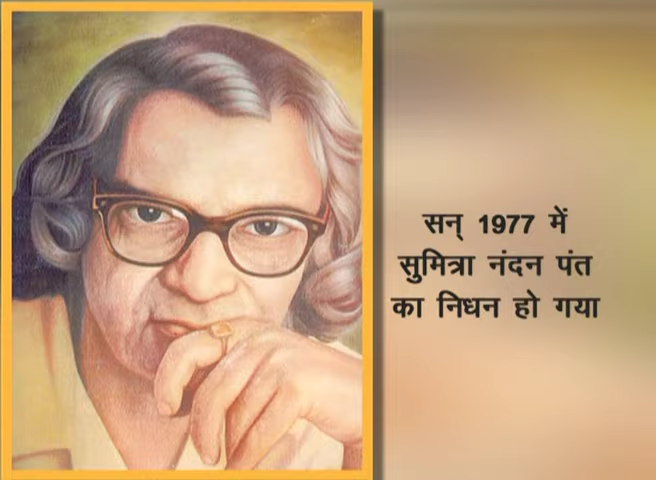 सन् 1977 में
सुमित्रा नंदन पंत
का निधन हो गया